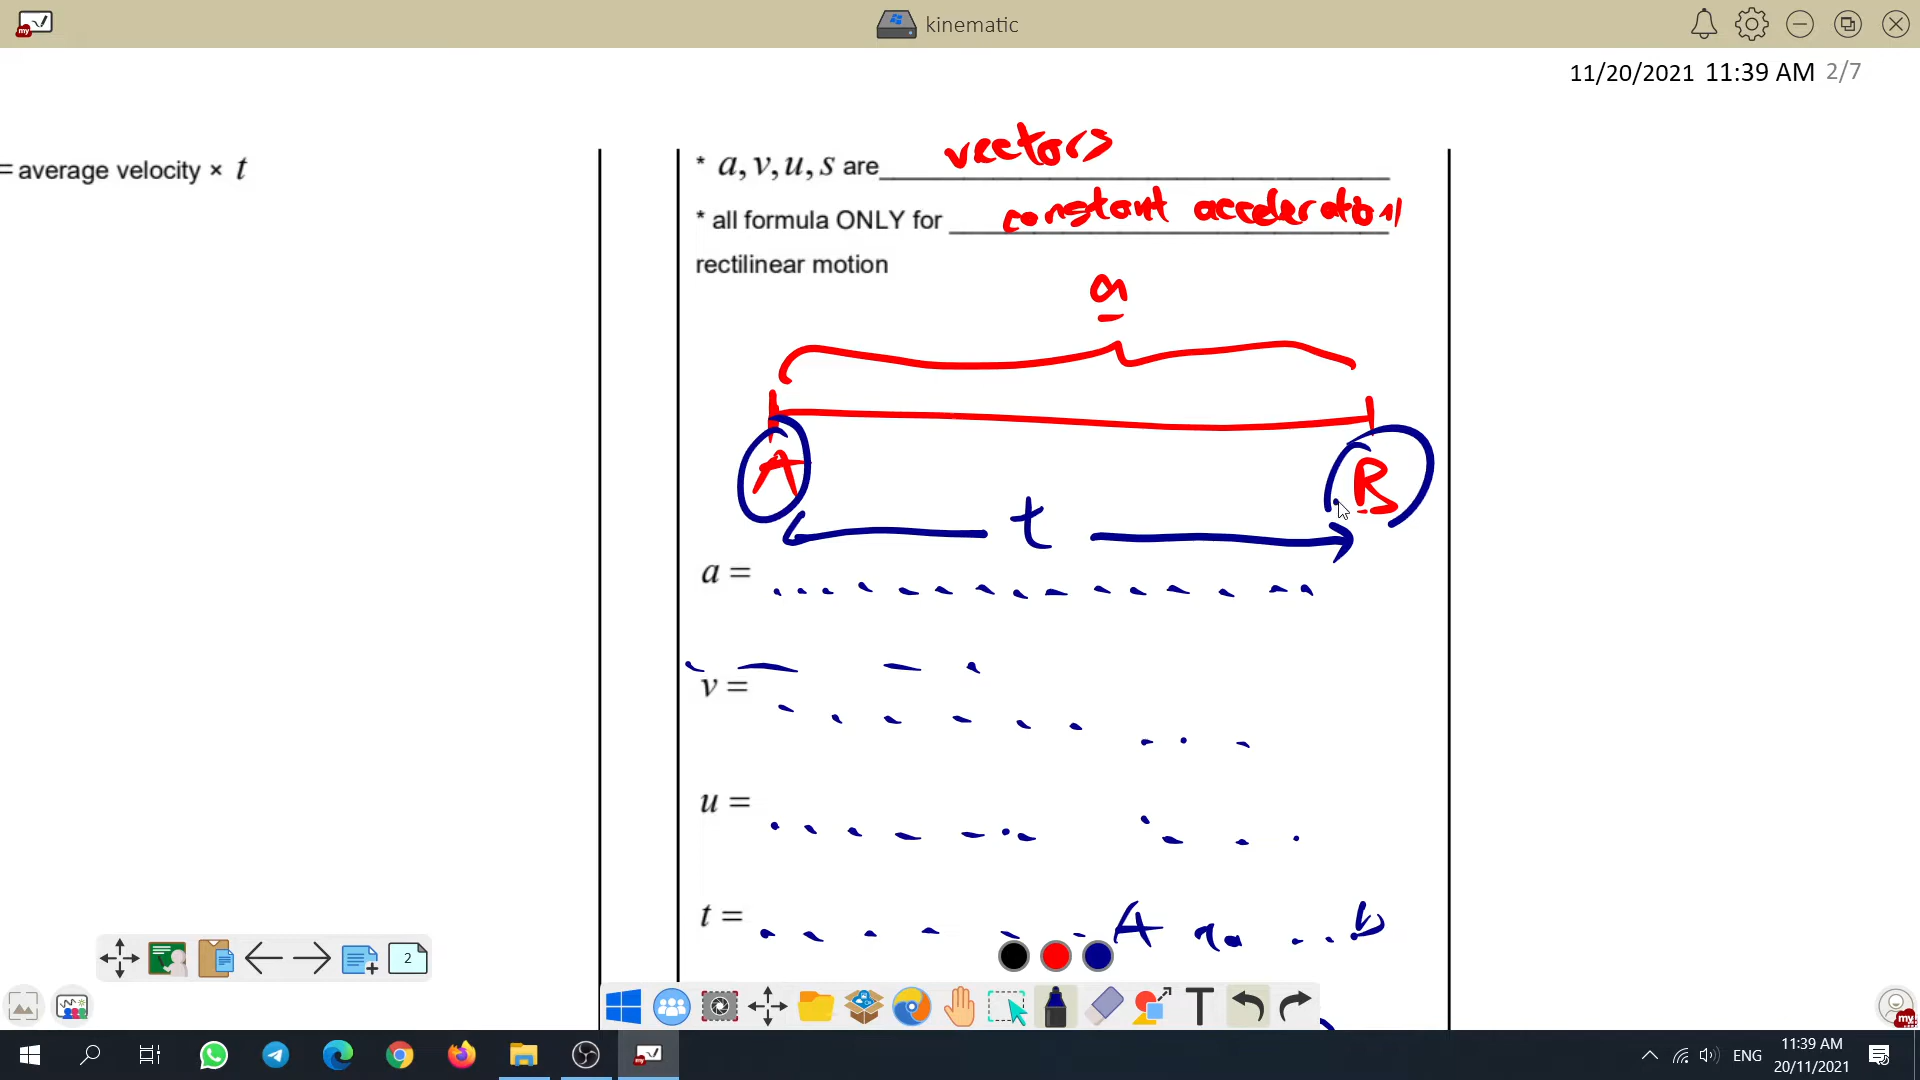 kinematic
11/20/2021 11:39 AM 2/7
= average velocity × t
* a, v, u, s are vectors
* all formula ONLY for constant acceleration
rectilinear motion
a
A B
t
a =
v =
u =
t = A b
2
T
ENG
11:39 AM
20/11/2021